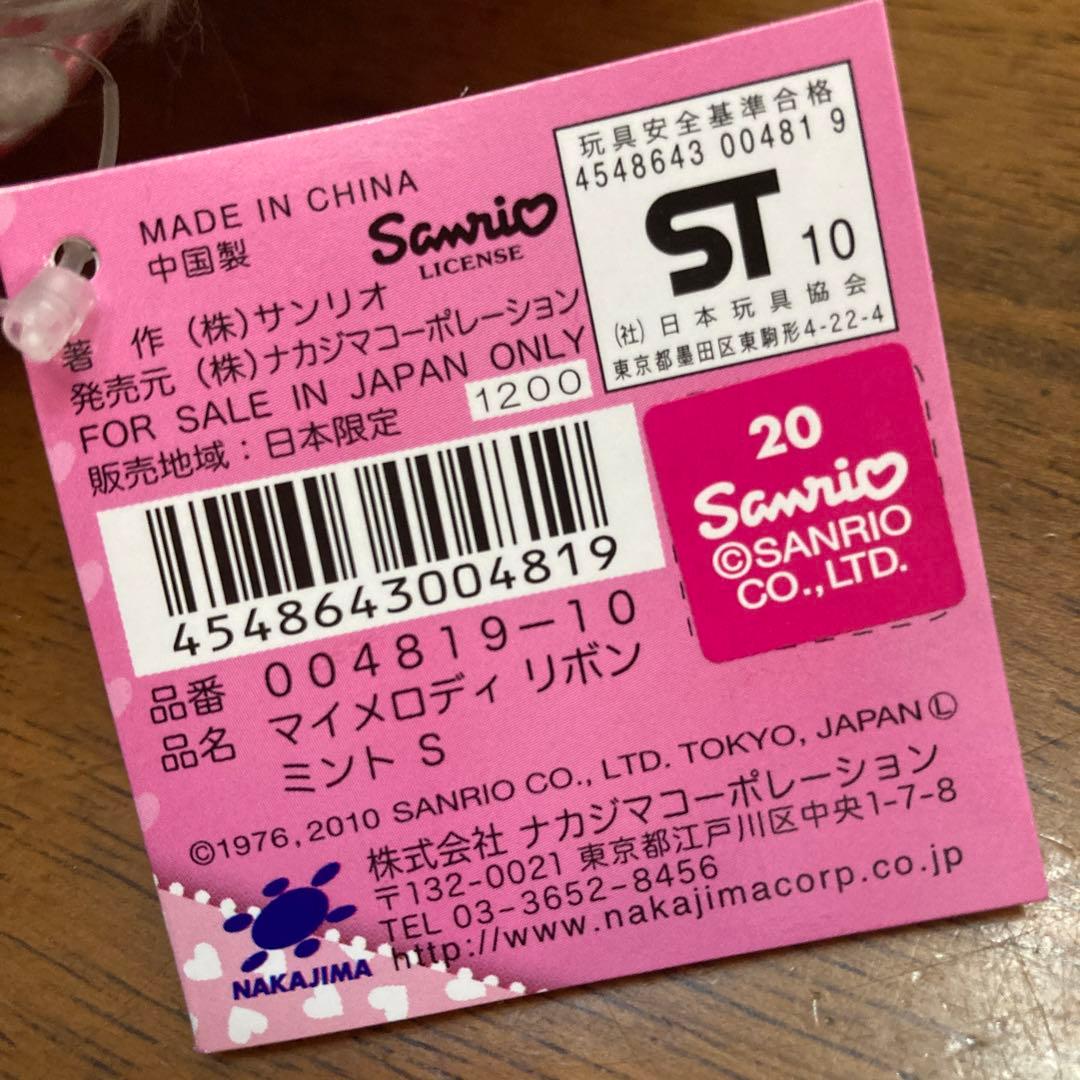 MADE IN CHINA
中国製
Sanrio
LICENSE
著 作 (株)サンリオ
発売元 (株)ナカジマコーポレーション
FOR SALE IN JAPAN ONLY
販売地域：日本限定
1200
玩具安全基準合格
4548643 00481 9
ST 10
(社)日本玩具協会
東京都墨田区東駒形4-22-4
20
Sanrio
©SANRIO
CO.,LTD.
4548643004819
品番 004819-10
品名 マイメロディ リボン
ミント S
©1976, 2010 SANRIO CO., LTD. TOKYO, JAPAN Ⓛ
株式会社 ナカジマコーポレーション
〒132-0021 東京都江戸川区中央1-7-8
TEL 03-3652-8456
http://www.nakajimacorp.co.jp
NAKAJIMA